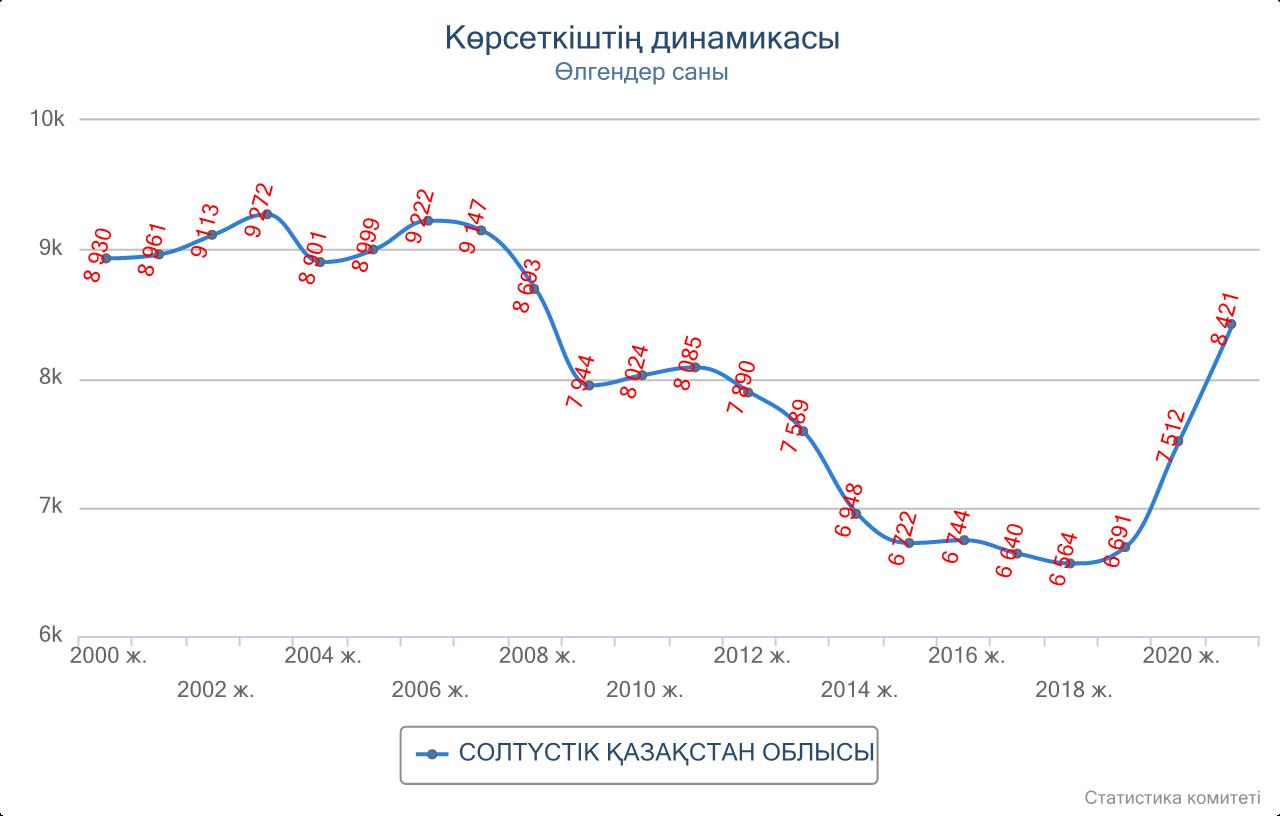 Көрсеткіштің динамикасы
Өлгендер саны
10k
9k
8k
7k
6k
8 930
8 961
9 113
9 272
8 901
8 999
9 222
9 147
8 693
7 944
8 024
8 085
7 890
7 589
6 948
6 722
6 744
6 640
6 564
6 691
7 512
8 421
2000 ж.
2004 ж.
2008 ж.
2012 ж.
2016 ж.
2020 ж.
2002 ж.
2006 ж.
2010 ж.
2014 ж.
2018 ж.
СОЛТҮСТІК ҚАЗАҚСТАН ОБЛЫСЫ
Статистика комитеті